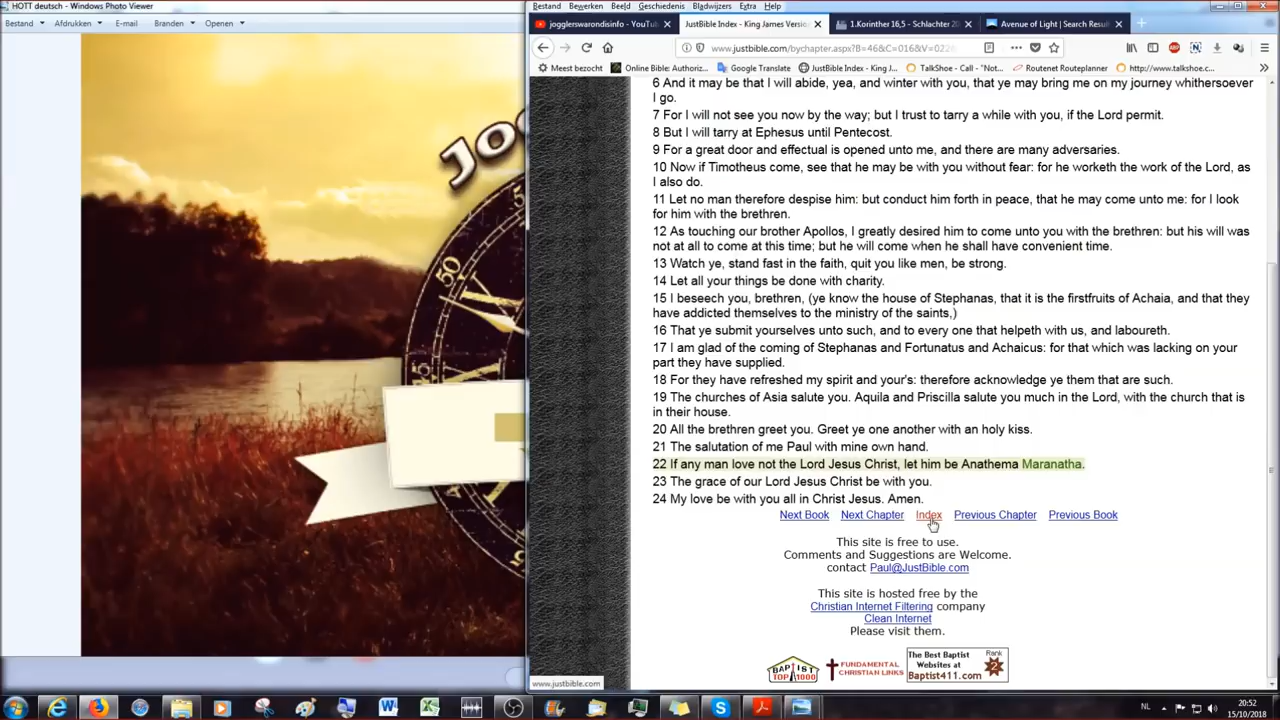 HOTT deutsch - Windows Photo Viewer
Bestand Afdrukken E-mail Branden Openen
50
Bestand Bewerken Beeld Geschiedenis Bladwijzers Extra Help
jogglerswarondisinfo - YouTu
JustBible Index - King James Versio
1.Korinther 16,5 - Schlachter 20
Avenue of Light | Search Resul
www.justbible.com/bychapter.aspx?B=46&C=016&V=022
Meest bezocht Online Bible: Authoriz... Google Translate JustBible Index - King ... TalkShoe - Call - "Not... Routenet Routeplanner http://www.talkshoe.c...
6 And it may be that I will abide, yea, and winter with you, that ye may bring me on my journey whithersoever
I go.
7 For I will not see you now by the way; but I trust to tarry a while with you, if the Lord permit.
8 But I will tarry at Ephesus until Pentecost.
9 For a great door and effectual is opened unto me, and there are many adversaries.
10 Now if Timotheus come, see that he may be with you without fear: for he worketh the work of the Lord, as
I also do.
11 Let no man therefore despise him: but conduct him forth in peace, that he may come unto me: for I look
for him with the brethren.
12 As touching our brother Apollos, I greatly desired him to come unto you with the brethren: but his will was
not at all to come at this time; but he will come when he shall have convenient time.
13 Watch ye, stand fast in the faith, quit you like men, be strong.
14 Let all your things be done with charity.
15 I beseech you, brethren, (ye know the house of Stephanas, that it is the firstfruits of Achaia, and that they
have addicted themselves to the ministry of the saints,)
16 That ye submit yourselves unto such, and to every one that helpeth with us, and laboureth.
17 I am glad of the coming of Stephanas and Fortunatus and Achaicus: for that which was lacking on your
part they have supplied.
18 For they have refreshed my spirit and your's: therefore acknowledge ye them that are such.
19 The churches of Asia salute you. Aquila and Priscilla salute you much in the Lord, with the church that is
in their house.
20 All the brethren greet you. Greet ye one another with an holy kiss.
21 The salutation of me Paul with mine own hand.
22 If any man love not the Lord Jesus Christ, let him be Anathema Maranatha.
23 The grace of our Lord Jesus Christ be with you.
24 My love be with you all in Christ Jesus. Amen.
Next Book Next Chapter Index Previous Chapter Previous Book
This site is free to use.
Comments and Suggestions are Welcome.
contact Paul@JustBible.com
This site is hosted free by the
Christian Internet Filtering company
Clean Internet
Please visit them.
BAPTIST TOP 1000
FUNDAMENTAL
CHRISTIAN LINKS
The Best Baptist
Websites at
Baptist411.com
Rank
www.justbible.com
NL
20:52
15/10/2018